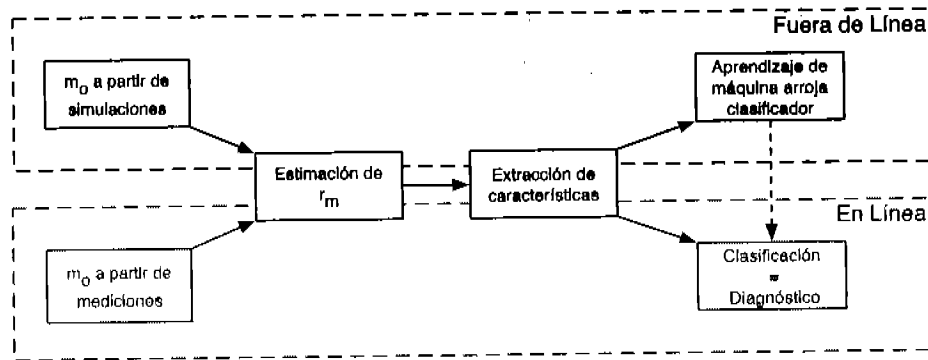 Fuera de Línea
m₀ a partir de
simulaciones
Aprendizaje de
máquina arroja
clasificador
Estimación de
rₘ
Extracción de
características
En Línea
m₀ a partir de
mediciones
Clasificación
=
Diagnóstico